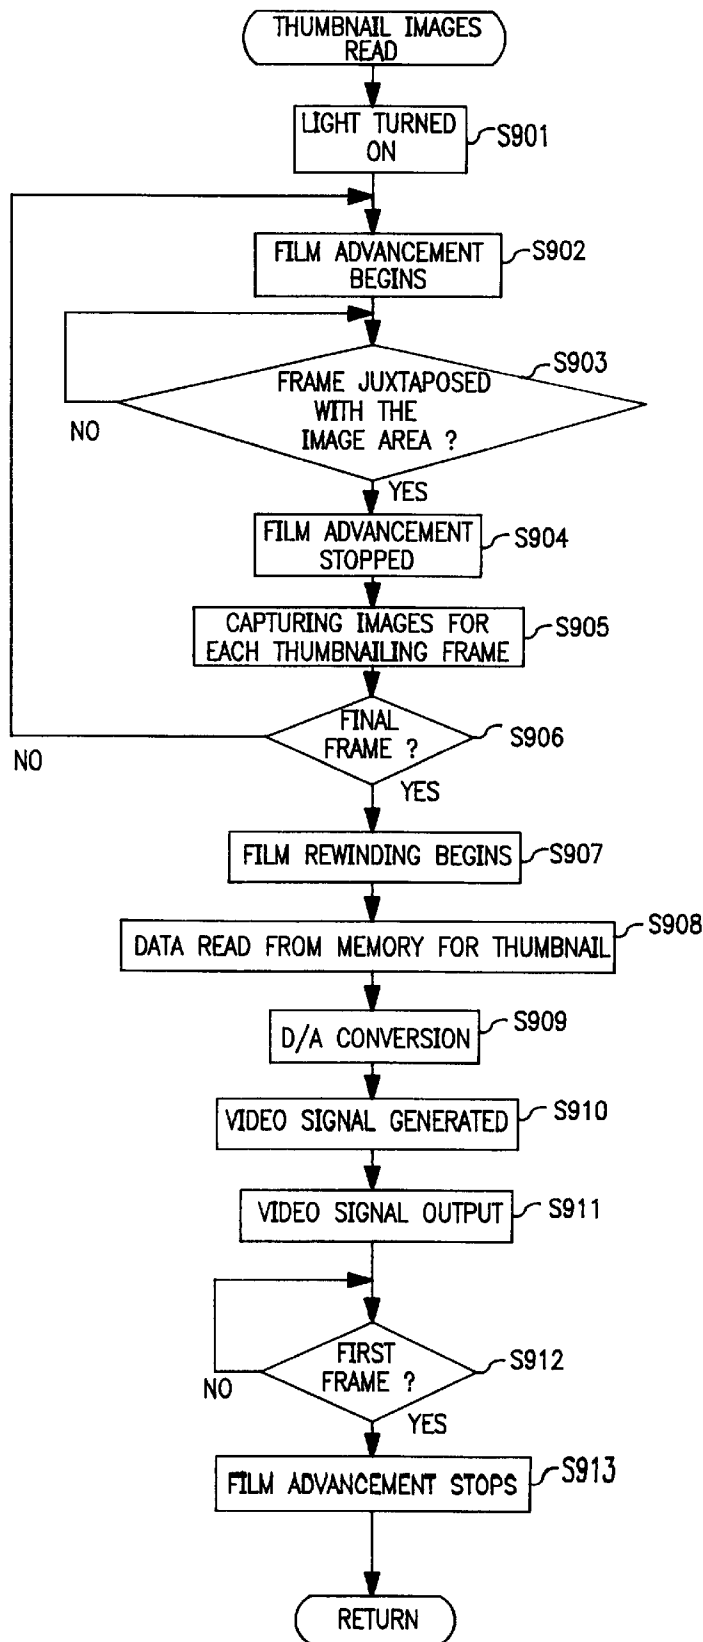 THUMBNAIL IMAGES
READ
LIGHT TURNED
ON
S901
FILM ADVANCEMENT
BEGINS
S902
FRAME JUXTAPOSED
WITH THE
IMAGE AREA ?
S903
NO
YES
FILM ADVANCEMENT
STOPPED
S904
CAPTURING IMAGES FOR
EACH THUMBNAILING FRAME
S905
FINAL
FRAME ?
S906
NO
YES
FILM REWINDING BEGINS
S907
DATA READ FROM MEMORY FOR THUMBNAIL
S908
D/A CONVERSION
S909
VIDEO SIGNAL GENERATED
S910
VIDEO SIGNAL OUTPUT
S911
FIRST
FRAME ?
S912
NO
YES
FILM ADVANCEMENT STOPS
S913
RETURN